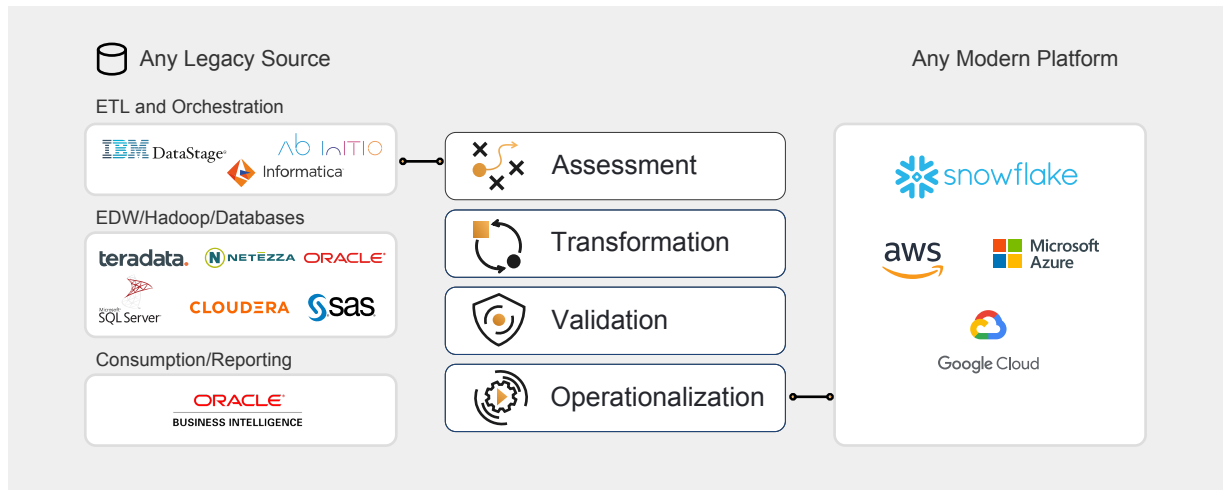 Any Legacy Source
Any Modern Platform
ETL and Orchestration
IBM DataStage®
Ab InITIO
Informatica
Assessment
EDW/Hadoop/Databases
teradata.
N NETEZZA
ORACLE®
Microsoft®
SQL Server®
CLOUDERA
S.sas
Transformation
Validation
Consumption/Reporting
ORACLE®
BUSINESS INTELLIGENCE
Operationalization
snowflake
aws
Microsoft
Azure
Google Cloud